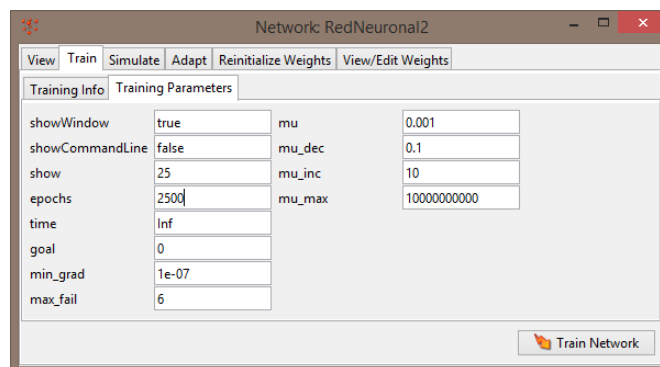 Network: RedNeuronal2
View Train Simulate Adapt Reinitialize Weights View/Edit Weights
Training Info Training Parameters
showWindow true mu 0.001
showCommandLine false mu_dec 0.1
show 25 mu_inc 10
epochs 2500 mu_max 10000000000
time Inf
goal 0
min_grad 1e-07
max_fail 6
Train Network